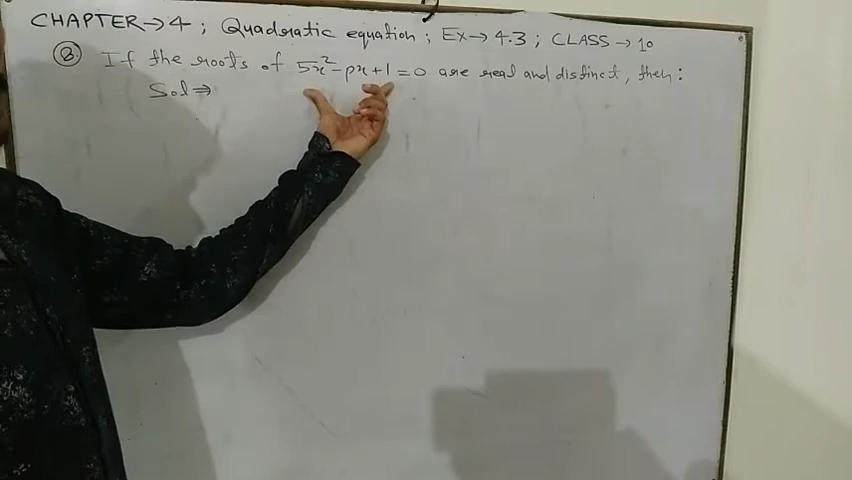 CHAPTER → 4 ; Quadratic equation ; Ex → 4.3 ; CLASS → 10
Q If the roots of 5x² - px + 1 = 0 are real and distinct, then :
Sol ⇒